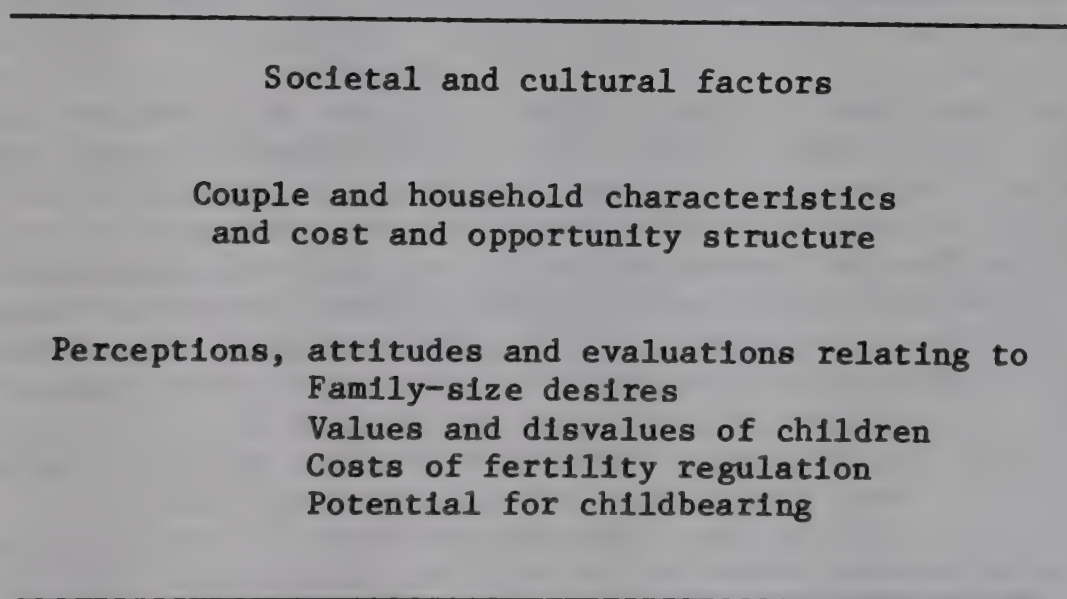 Societal and cultural factors
Couple and household characteristics
and cost and opportunity structure
Perceptions, attitudes and evaluations relating to
Family-size desires
Values and disvalues of children
Costs of fertility regulation
Potential for childbearing